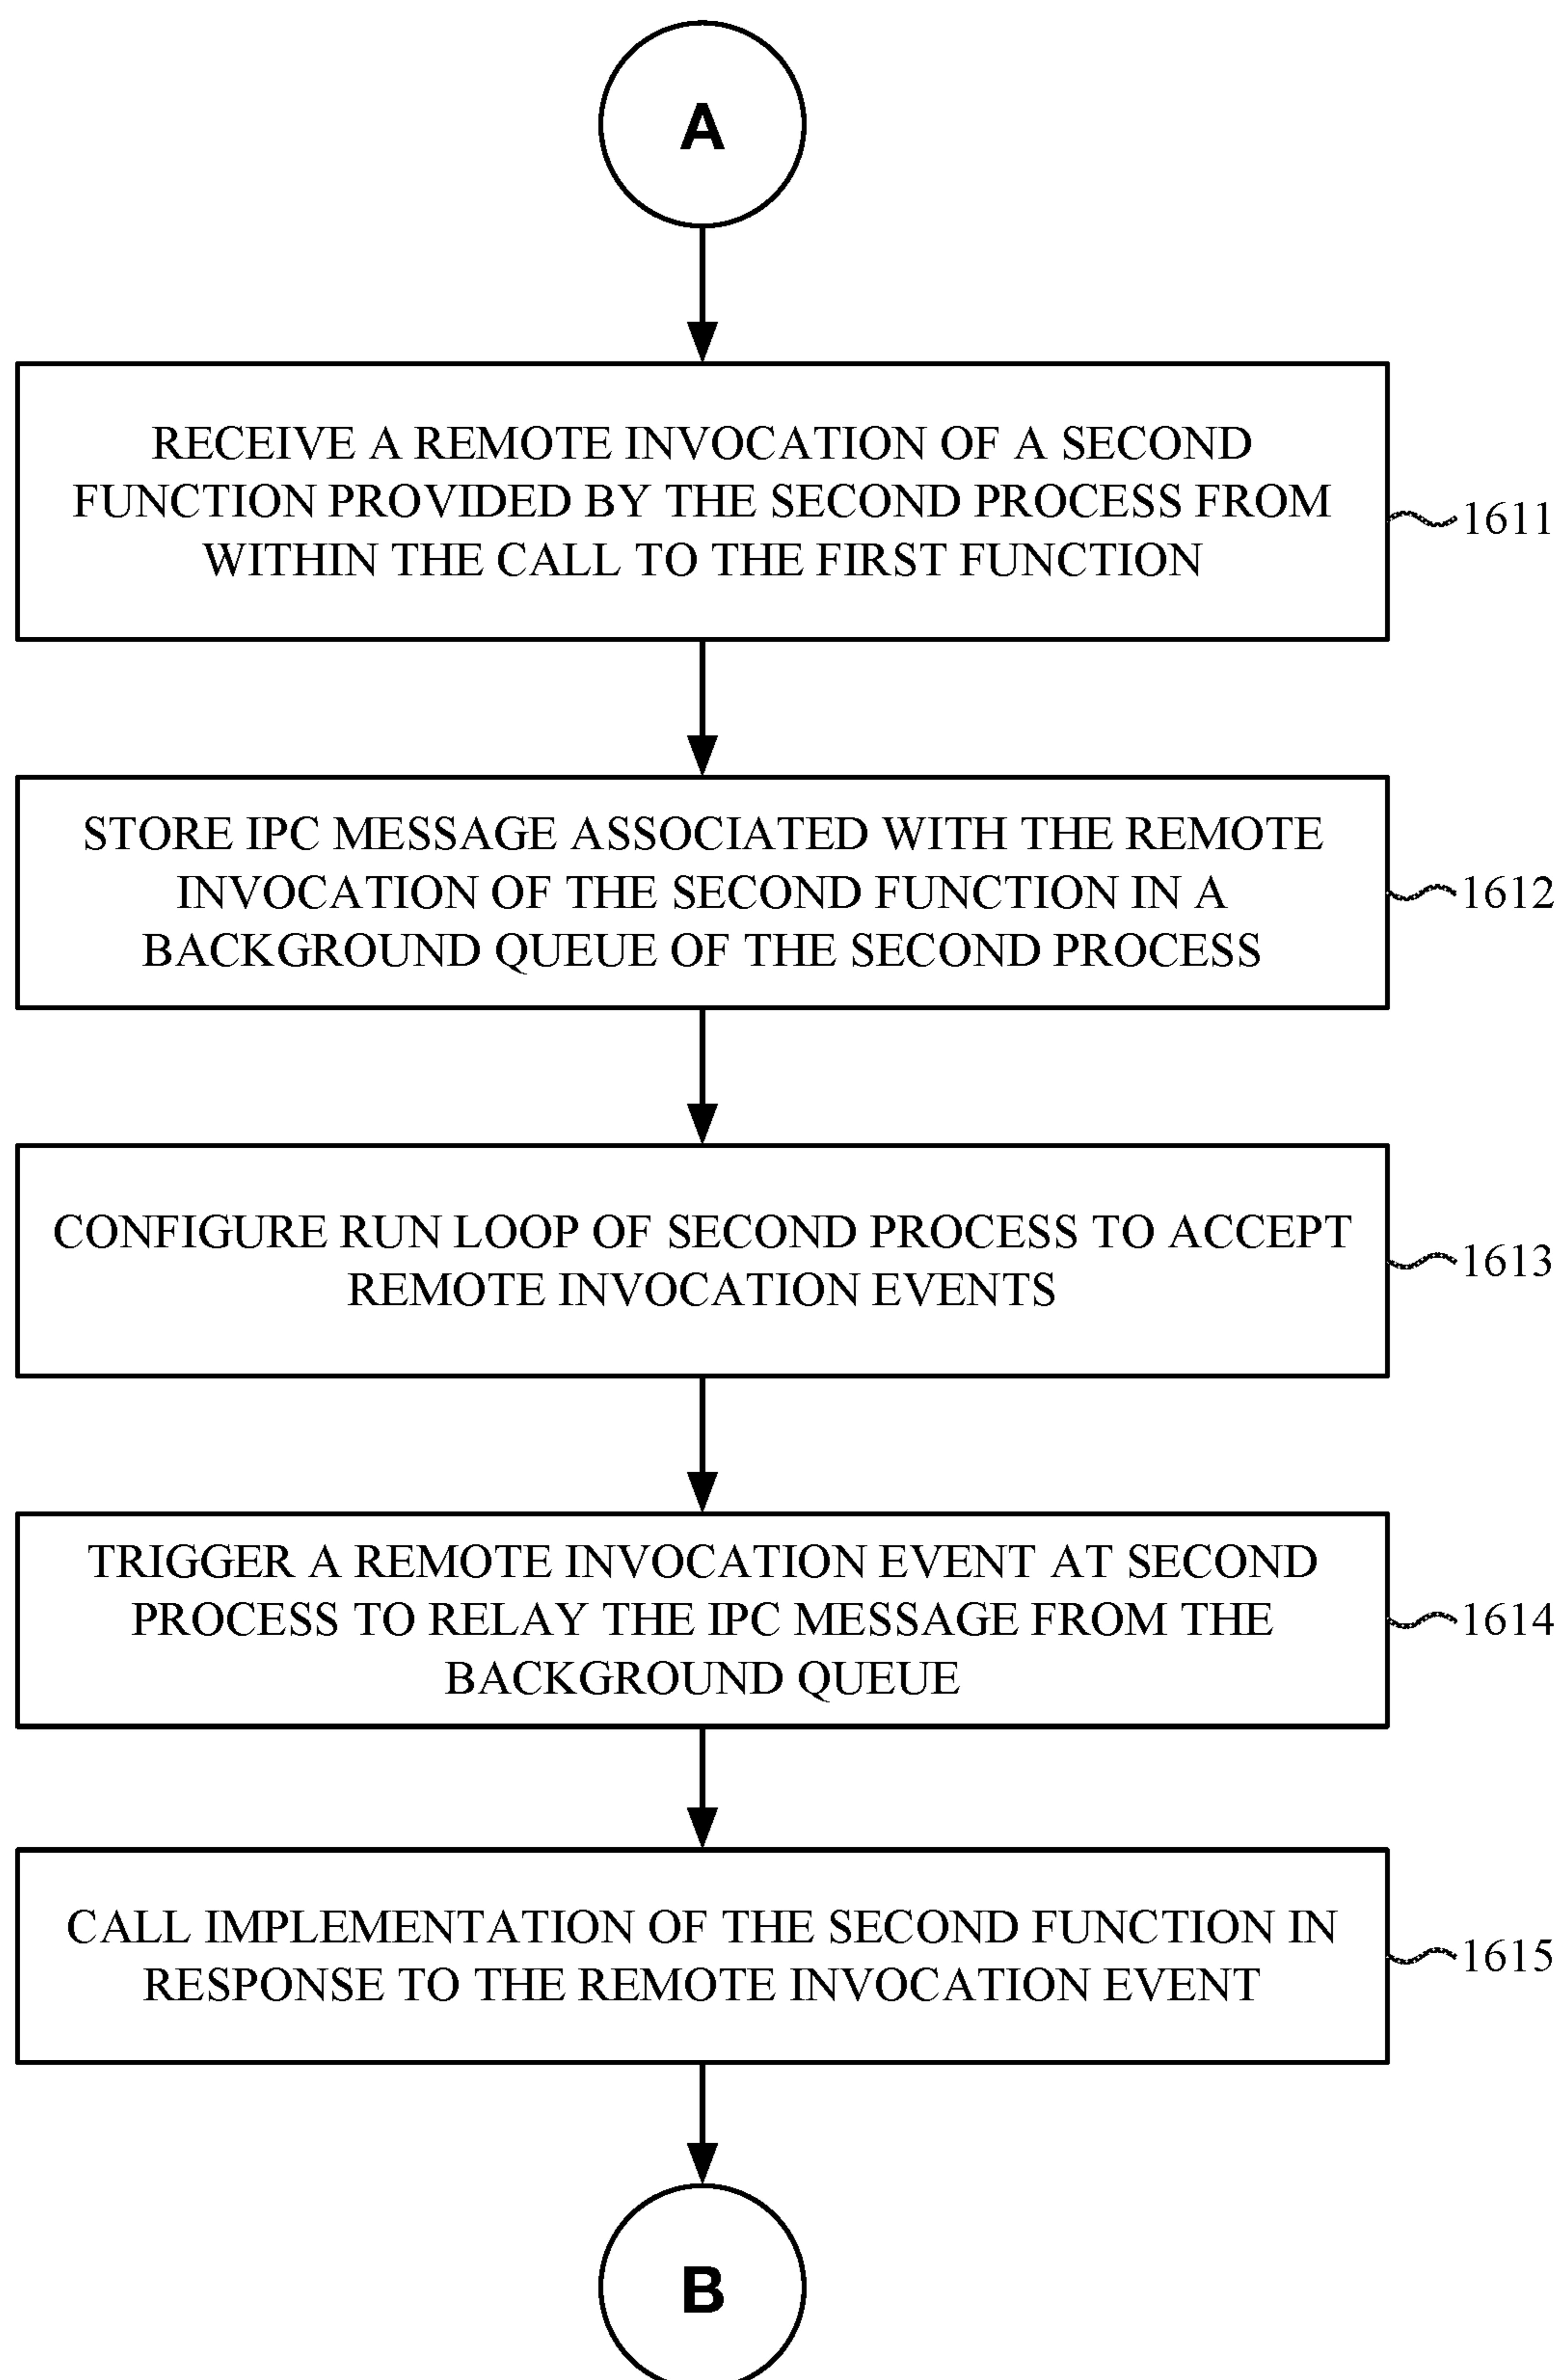 A
RECEIVE A REMOTE INVOCATION OF A SECOND
FUNCTION PROVIDED BY THE SECOND PROCESS FROM
WITHIN THE CALL TO THE FIRST FUNCTION
1611
STORE IPC MESSAGE ASSOCIATED WITH THE REMOTE
INVOCATION OF THE SECOND FUNCTION IN A
BACKGROUND QUEUE OF THE SECOND PROCESS
1612
CONFIGURE RUN LOOP OF SECOND PROCESS TO ACCEPT
REMOTE INVOCATION EVENTS
1613
TRIGGER A REMOTE INVOCATION EVENT AT SECOND
PROCESS TO RELAY THE IPC MESSAGE FROM THE
BACKGROUND QUEUE
1614
CALL IMPLEMENTATION OF THE SECOND FUNCTION IN
RESPONSE TO THE REMOTE INVOCATION EVENT
1615
B